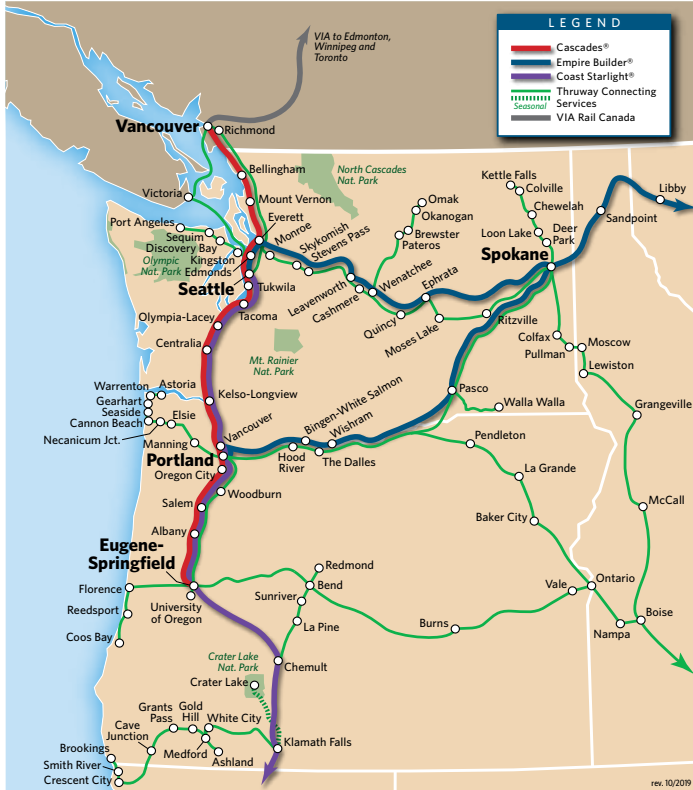 LEGEND
Cascades®
Empire Builder®
Coast Starlight®
Thruway Connecting
Services
Seasonal
VIA Rail Canada
VIA to Edmonton,
Winnipeg and
Toronto
Vancouver
Richmond
Bellingham
North Cascades
Nat. Park
Victoria
Mount Vernon
Everett
Port Angeles
Sequim
Discovery Bay
Kingston
Olympic
Nat. Park
Edmonds
Seattle
Monroe
Skykomish
Stevens Pass
Leavenworth
Cashmere
Wenatchee
Omak
Okanogan
Brewster
Pateros
Ephrata
Quincy
Moses Lake
Kettle Falls
Colville
Chewelah
Loon Lake
Deer
Park
Spokane
Sandpoint
Libby
Ritzville
Tukwila
Tacoma
Olympia-Lacey
Centralia
Mt. Rainier
Nat. Park
Colfax
Pullman
Moscow
Lewiston
Grangeville
Pasco
Walla Walla
Kelso-Longview
Warrenton
Astoria
Gearhart
Seaside
Cannon Beach
Elsie
Necanicum Jct.
Manning
Vancouver
Portland
Bingen-White Salmon
Wishram
Hood
River
The Dalles
Pendleton
La Grande
Baker City
McCall
Oregon City
Woodburn
Salem
Albany
Eugene-
Springfield
University
of Oregon
Florence
Reedsport
Coos Bay
Redmond
Bend
Sunriver
La Pine
Burns
Vale
Ontario
Nampa
Boise
Chemult
Crater Lake
Nat. Park
Crater Lake
Klamath Falls
Grants
Pass
Gold
Hill
White City
Cave
Junction
Medford
Ashland
Brookings
Smith River
Crescent City
rev. 10/2019